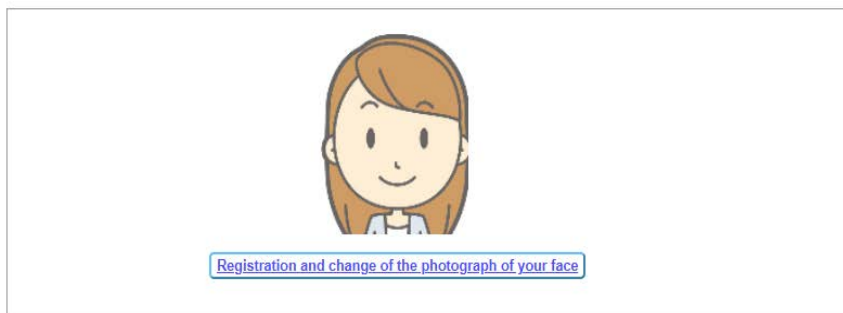 Registration and change of the photograph of your face